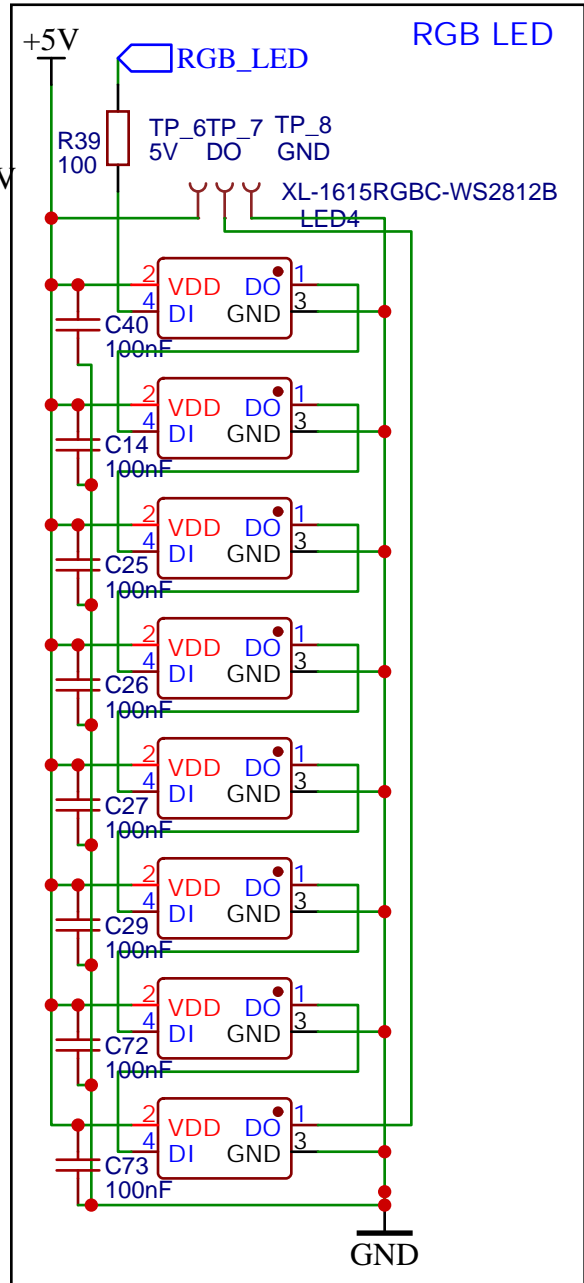 RGB LED
+5V
RGB_LED
R39
100
TP_6 TP_7 TP_8
5V DO GND
V
XL-1615RGBC-WS2812B
LED4
2 VDD DO 1
4 DI GND 3
C40
100nF
2 VDD DO 1
4 DI GND 3
C14
100nF
2 VDD DO 1
4 DI GND 3
C25
100nF
2 VDD DO 1
4 DI GND 3
C26
100nF
2 VDD DO 1
4 DI GND 3
C27
100nF
2 VDD DO 1
4 DI GND 3
C29
100nF
2 VDD DO 1
4 DI GND 3
C72
100nF
2 VDD DO 1
4 DI GND 3
C73
100nF
GND